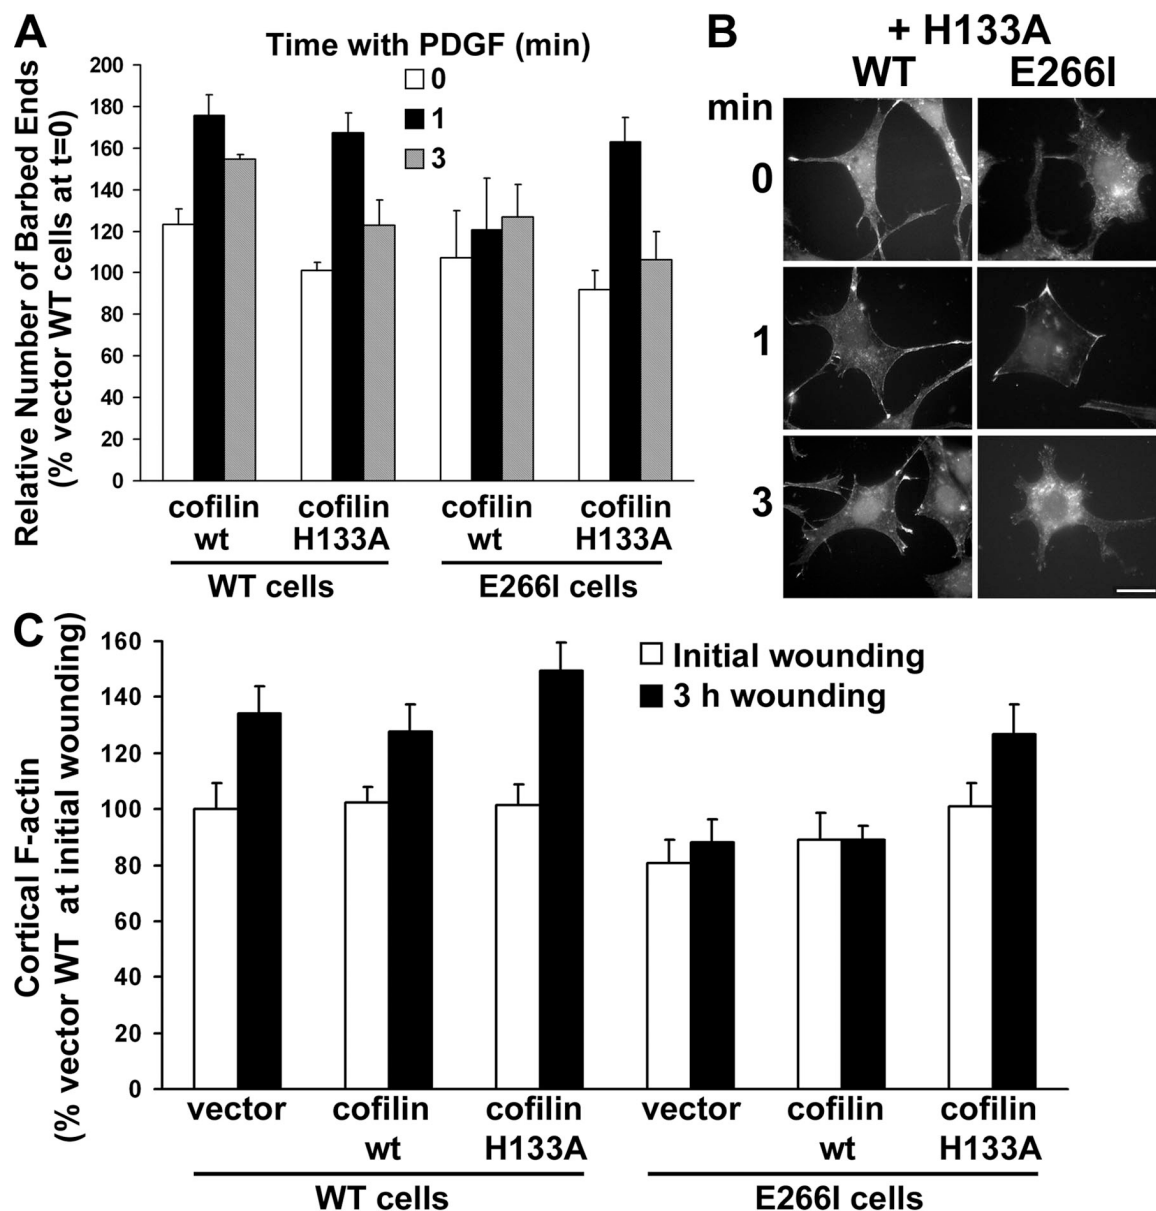 A
Time with PDGF (min)
0
1
3
Relative Number of Barbed Ends
(% vector WT cells at t=0)
200
180
160
140
120
100
80
60
40
20
0
cofilin wt
cofilin H133A
cofilin wt
cofilin H133A
WT cells
E266I cells
B
+ H133A
WT
E266I
min
0
1
3
C
Initial wounding
3 h wounding
Cortical F-actin
(% vector WT at initial wounding)
160
140
120
100
80
60
40
20
0
vector
cofilin wt
cofilin H133A
vector
cofilin wt
cofilin H133A
WT cells
E266I cells